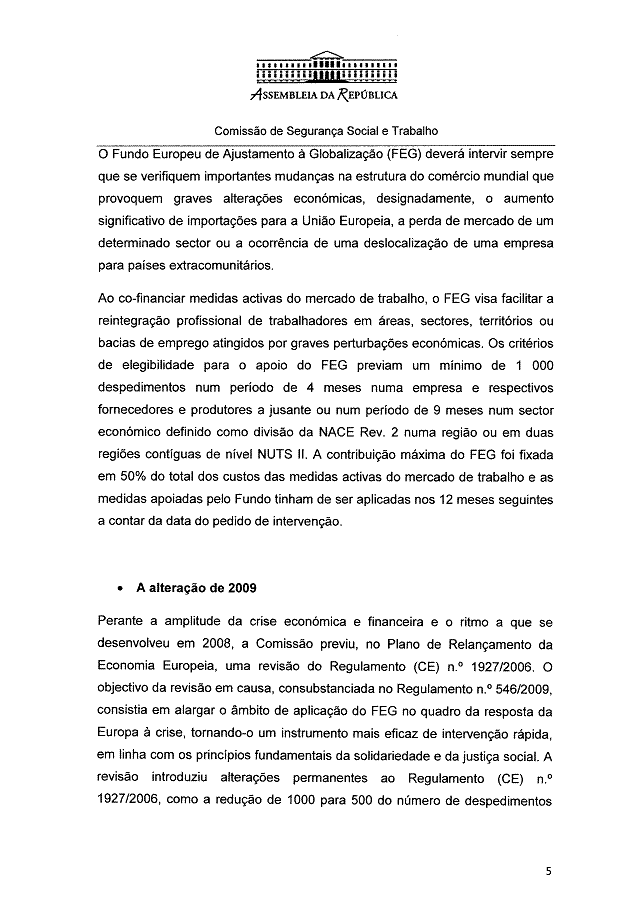 ASSEMBLEIA DA REPÚBLICA
Comissão de Segurança Social e Trabalho
O Fundo Europeu de Ajustamento à Globalização (FEG) deverá intervir sempre
que se verifiquem importantes mudanças na estrutura do comércio mundial que
provoquem graves alterações económicas, designadamente, o aumento
significativo de importações para a União Europeia, a perda de mercado de um
determinado sector ou a ocorrência de uma deslocalização de uma empresa
para países extracomunitários.
Ao co-financiar medidas activas do mercado de trabalho, o FEG visa facilitar a
reintegração profissional de trabalhadores em áreas, sectores, territórios ou
bacias de emprego atingidos por graves perturbações económicas. Os critérios
de elegibilidade para o apoio do FEG previam um mínimo de 1 000
despedimentos num período de 4 meses numa empresa e respectivos
fornecedores e produtores a jusante ou num período de 9 meses num sector
económico definido como divisão da NACE Rev. 2 numa região ou em duas
regiões contíguas de nível NUTS II. A contribuição máxima do FEG foi fixada
em 50% do total dos custos das medidas activas do mercado de trabalho e as
medidas apoiadas pelo Fundo tinham de ser aplicadas nos 12 meses seguintes
a contar da data do pedido de intervenção.
• A alteração de 2009
Perante a amplitude da crise económica e financeira e o ritmo a que se
desenvolveu em 2008, a Comissão previu, no Plano de Relançamento da
Economia Europeia, uma revisão do Regulamento (CE) n.º 1927/2006. O
objectivo da revisão em causa, consubstanciada no Regulamento n.º 546/2009,
consistia em alargar o âmbito de aplicação do FEG no quadro da resposta da
Europa à crise, tornando-o um instrumento mais eficaz de intervenção rápida,
em linha com os princípios fundamentais da solidariedade e da justiça social. A
revisão introduziu alterações permanentes ao Regulamento (CE) n.º
1927/2006, como a redução de 1000 para 500 do número de despedimentos
5